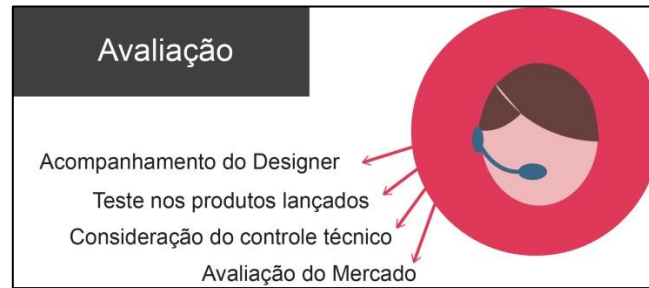 Avaliação
Acompanhamento do Designer
Teste nos produtos lançados
Consideração do controle técnico
Avaliação do Mercado